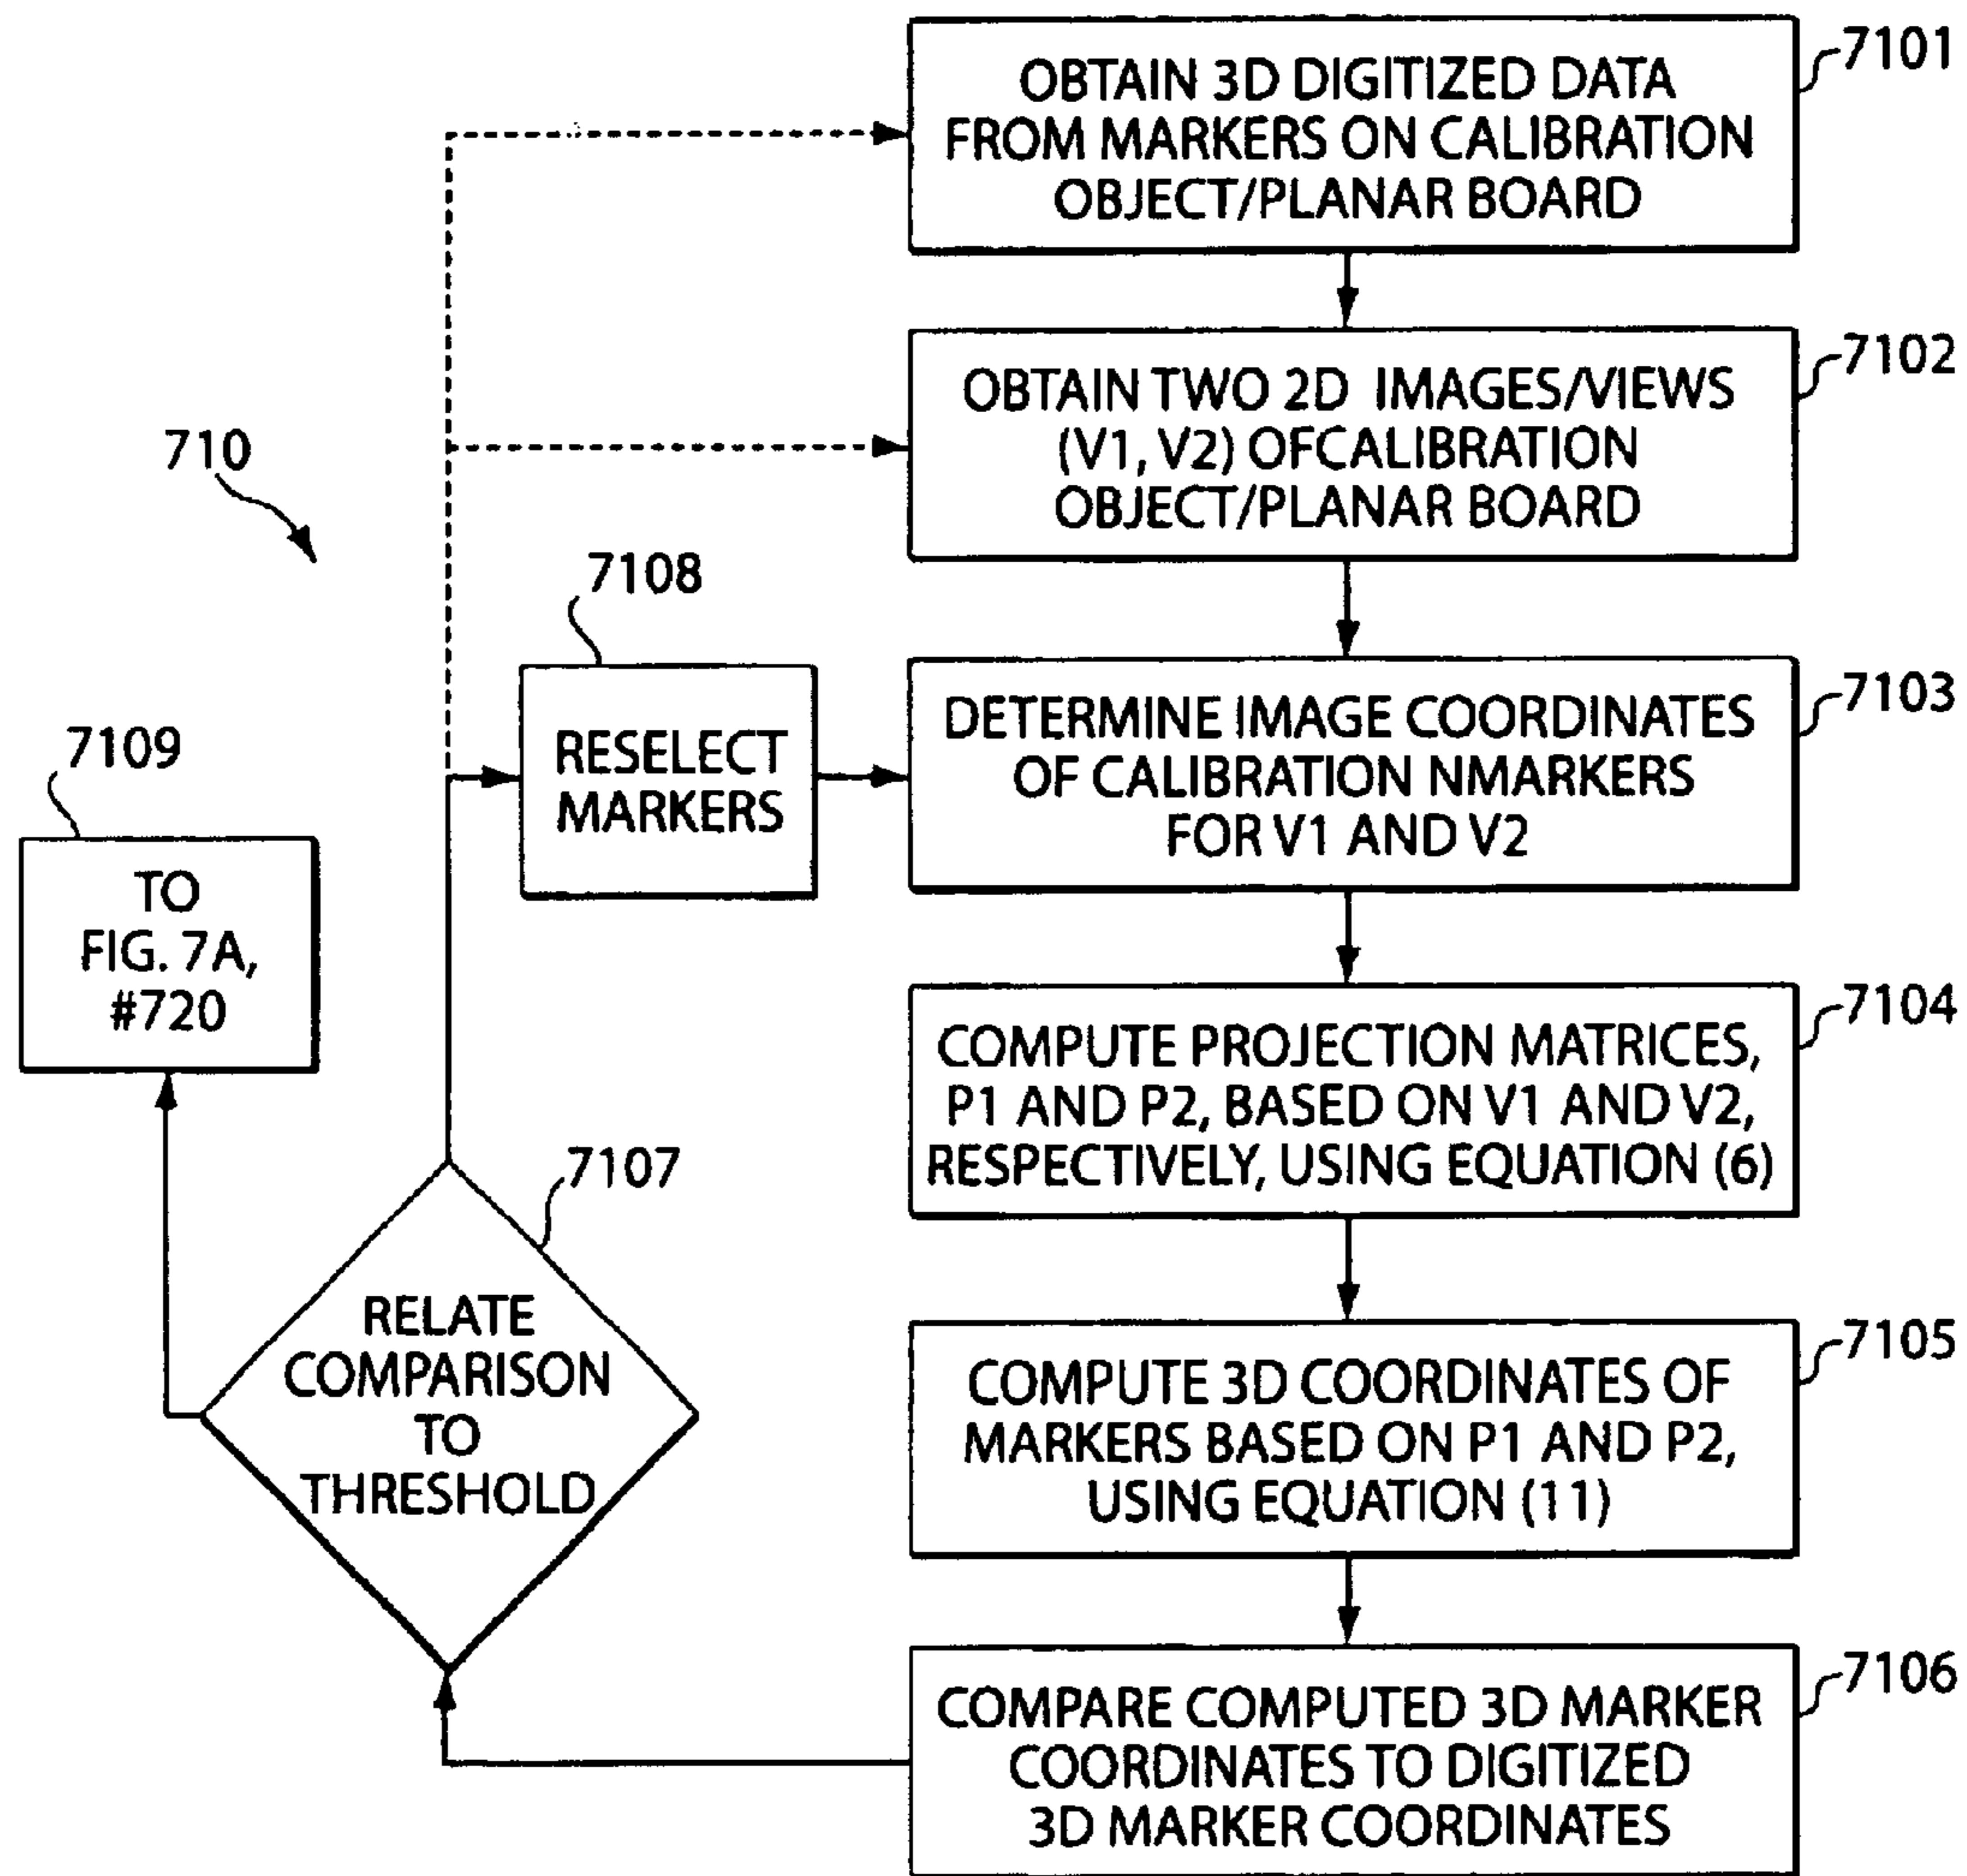 7101
OBTAIN 3D DIGITIZED DATA
FROM MARKERS ON CALIBRATION
OBJECT/PLANAR BOARD
7102
OBTAIN TWO 2D IMAGES/VIEWS
(V1, V2) OFCALIBRATION
OBJECT/PLANAR BOARD
710
7108
RESELECT
MARKERS
7103
DETERMINE IMAGE COORDINATES
OF CALIBRATION NMARKERS
FOR V1 AND V2
7109
TO
FIG. 7A,
#720
7104
COMPUTE PROJECTION MATRICES,
P1 AND P2, BASED ON V1 AND V2,
RESPECTIVELY, USING EQUATION (6)
7107
RELATE
COMPARISON
TO
THRESHOLD
7105
COMPUTE 3D COORDINATES OF
MARKERS BASED ON P1 AND P2,
USING EQUATION (11)
7106
COMPARE COMPUTED 3D MARKER
COORDINATES TO DIGITIZED
3D MARKER COORDINATES